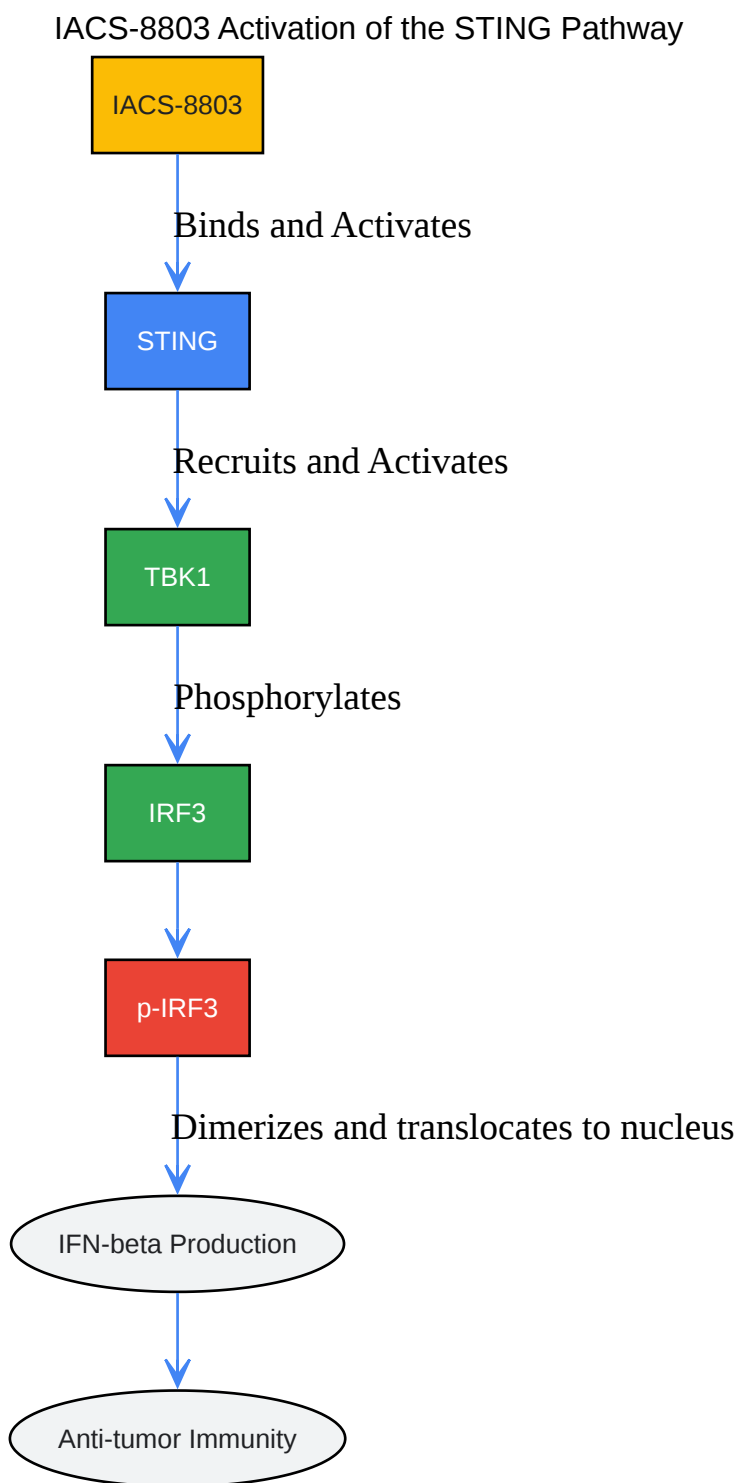 IACS-8803 Activation of the STING Pathway
IACS-8803
Binds and Activates
STING
Recruits and Activates
TBK1
Phosphorylates
IRF3
p-IRF3
Dimerizes and translocates to nucleus
IFN-beta Production
Anti-tumor Immunity